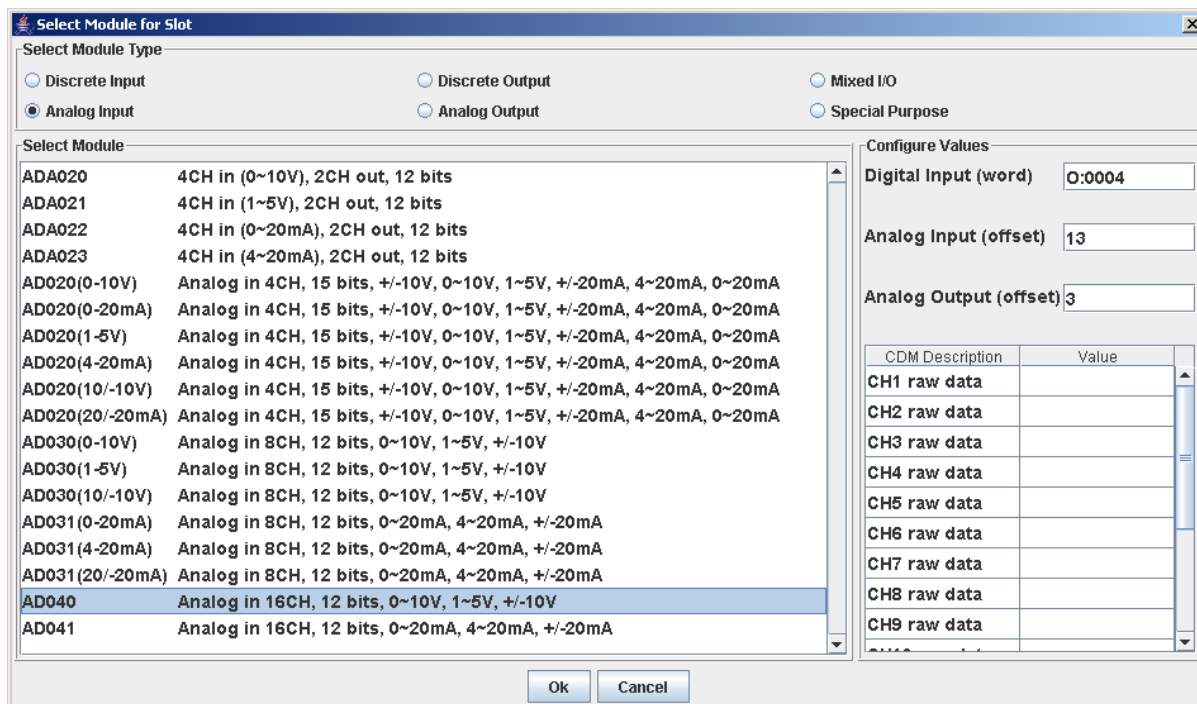 Select Module for Slot
Select Module Type
Discrete Input
Discrete Output
Mixed I/O
Analog Input
Analog Output
Special Purpose
Select Module
ADA020 4CH in (0~10V), 2CH out, 12 bits
ADA021 4CH in (1~5V), 2CH out, 12 bits
ADA022 4CH in (0~20mA), 2CH out, 12 bits
ADA023 4CH in (4~20mA), 2CH out, 12 bits
AD020(0-10V) Analog in 4CH, 15 bits, +/-10V, 0~10V, 1~5V, +/-20mA, 4~20mA, 0~20mA
AD020(0-20mA) Analog in 4CH, 15 bits, +/-10V, 0~10V, 1~5V, +/-20mA, 4~20mA, 0~20mA
AD020(1-5V) Analog in 4CH, 15 bits, +/-10V, 0~10V, 1~5V, +/-20mA, 4~20mA, 0~20mA
AD020(4-20mA) Analog in 4CH, 15 bits, +/-10V, 0~10V, 1~5V, +/-20mA, 4~20mA, 0~20mA
AD020(10/-10V) Analog in 4CH, 15 bits, +/-10V, 0~10V, 1~5V, +/-20mA, 4~20mA, 0~20mA
AD020(20/-20mA) Analog in 4CH, 15 bits, +/-10V, 0~10V, 1~5V, +/-20mA, 4~20mA, 0~20mA
AD030(0-10V) Analog in 8CH, 12 bits, 0~10V, 1~5V, +/-10V
AD030(1-5V) Analog in 8CH, 12 bits, 0~10V, 1~5V, +/-10V
AD030(10/-10V) Analog in 8CH, 12 bits, 0~10V, 1~5V, +/-10V
AD031(0-20mA) Analog in 8CH, 12 bits, 0~20mA, 4~20mA, +/-20mA
AD031(4-20mA) Analog in 8CH, 12 bits, 0~20mA, 4~20mA, +/-20mA
AD031(20/-20mA) Analog in 8CH, 12 bits, 0~20mA, 4~20mA, +/-20mA
AD040 Analog in 16CH, 12 bits, 0~10V, 1~5V, +/-10V
AD041 Analog in 16CH, 12 bits, 0~20mA, 4~20mA, +/-20mA
Configure Values
Digital Input (word) O:0004
Analog Input (offset) 13
Analog Output (offset) 3
CDM Description Value
CH1 raw data
CH2 raw data
CH3 raw data
CH4 raw data
CH5 raw data
CH6 raw data
CH7 raw data
CH8 raw data
CH9 raw data
Ok
Cancel